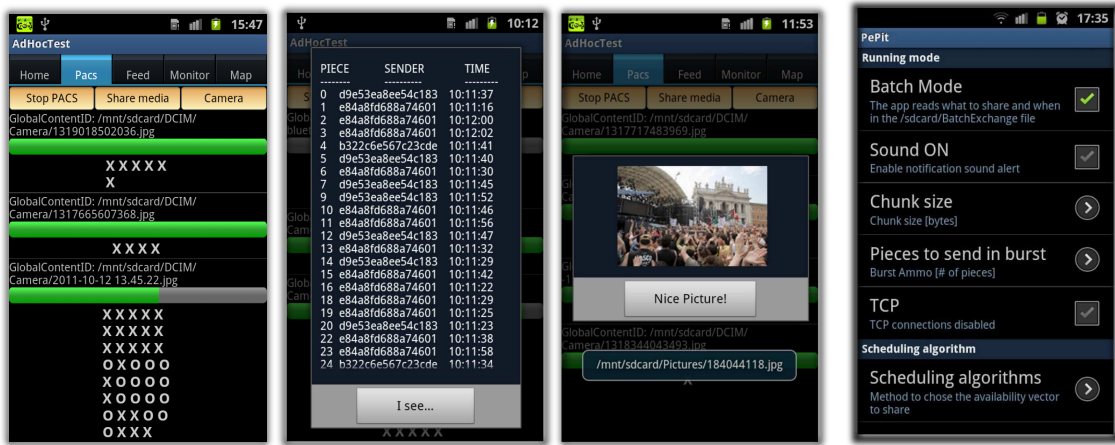 15:47
AdHocTest
Home Pacs Feed Monitor Map
Stop PACS Share media Camera
GlobalContentID: /mnt/sdcard/DCIM/
Camera/1319018502036.jpg
X X X X X
X
GlobalContentID: /mnt/sdcard/DCIM/
Camera/1317665607368.jpg
X X X X
GlobalContentID: /mnt/sdcard/DCIM/
Camera/2011-10-12 13.45.22.jpg
X X X X X
X X X X X
X X X X X
O X O O O
X O O O O
X O O O O
O X X O O
O X X X
10:12
AdHocTest
PIECE SENDER TIME
-------- ---------- ---------
0 d9e53ea8ee54c183 10:11:37
1 e84a8fd688a74601 10:11:16
2 e84a8fd688a74601 10:12:00
3 e84a8fd688a74601 10:12:02
4 b322c6e567c23cde 10:11:41
5 d9e53ea8ee54c183 10:11:40
6 e84a8fd688a74601 10:11:30
7 d9e53ea8ee54c183 10:11:45
9 d9e53ea8ee54c183 10:11:52
10 e84a8fd688a74601 10:11:46
11 e84a8fd688a74601 10:11:56
12 d9e53ea8ee54c183 10:11:47
13 e84a8fd688a74601 10:11:32
14 d9e53ea8ee54c183 10:11:29
15 e84a8fd688a74601 10:11:42
16 e84a8fd688a74601 10:11:22
18 e84a8fd688a74601 10:11:29
19 e84a8fd688a74601 10:11:25
20 d9e53ea8ee54c183 10:11:23
22 e84a8fd688a74601 10:11:38
23 e84a8fd688a74601 10:11:58
24 b322c6e567c23cde 10:11:34
I see...
X X X X X
11:53
AdHocTest
Home Pacs Feed Monitor Map
Stop PACS Share media Camera
GlobalContentID: /mnt/sdcard/DCIM/
Camera/1317717483969.jpg
Nice Picture!
GlobalContentID: /mnt/sdcard/DCIM/
Camera/1318344043493.jpg
/mnt/sdcard/Pictures/184044118.jpg
17:35
PePit
Running mode
Batch Mode
The app reads what to share and when
in the /sdcard/BatchExchange file
Sound ON
Enable notification sound alert
Chunk size
Chunk size [bytes]
Pieces to send in burst
Burst Ammo [# of pieces]
TCP
TCP connections disabled
Scheduling algorithm
Scheduling algorithms
Method to chose the availability vector
to share